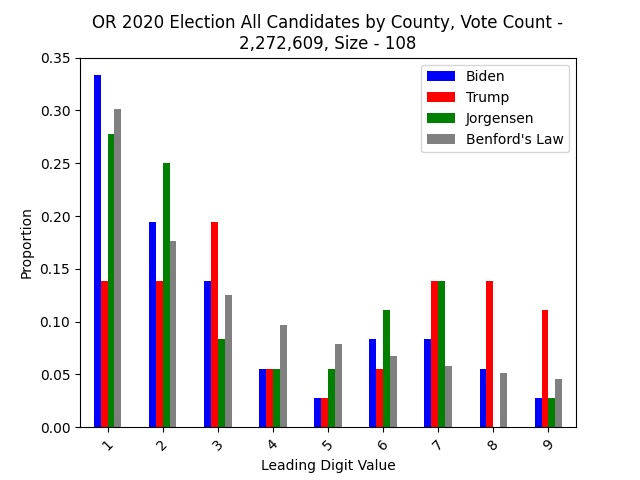 OR 2020 Election All Candidates by County, Vote Count -
2,272,609, Size - 108
0.35
0.30
0.25
0.20
0.15
0.10
0.05
0.00
Proportion
Biden
Trump
Jorgensen
Benford's Law
1 2 3 4 5 6 7 8 9
Leading Digit Value